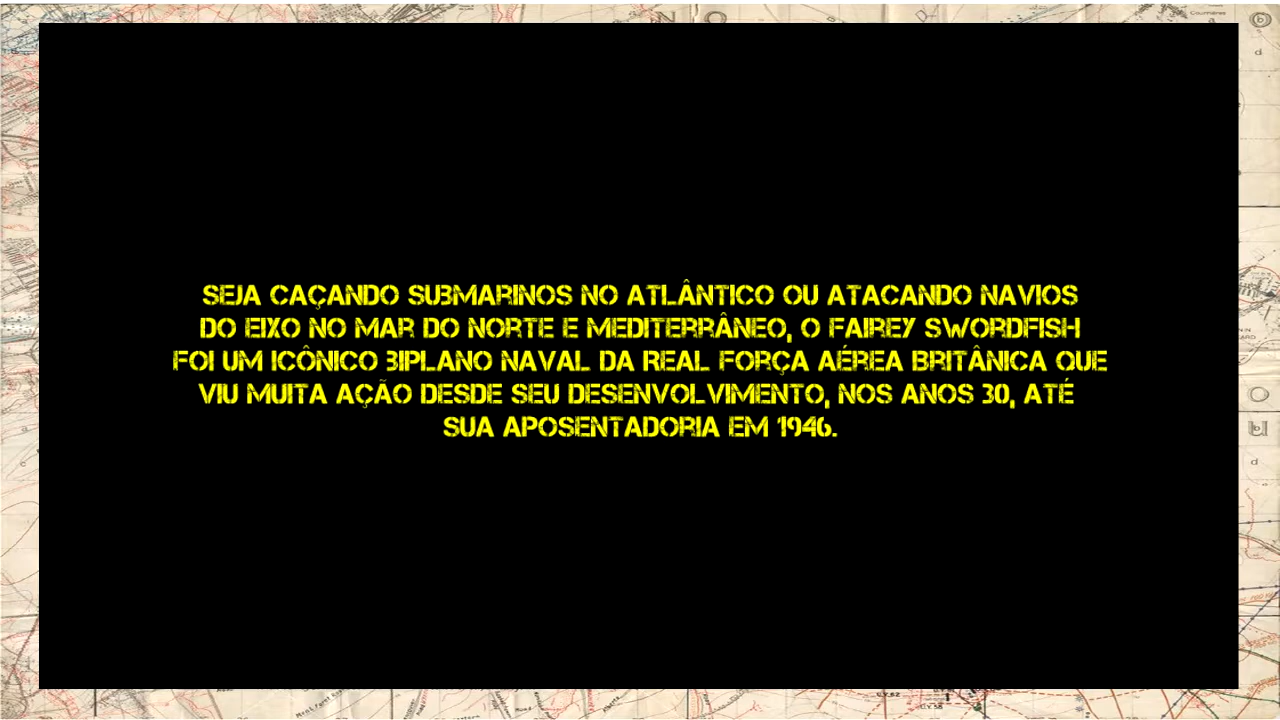 SEJA CAÇANDO SUBMARINOS NO ATLÂNTICO OU ATACANDO NAVIOS
DO EIXO NO MAR DO NORTE E MEDITERRÂNEO, O FAIREY SWORDFISH
FOI UM ICÔNICO BIPLANO NAVAL DA REAL FORÇA AÉREA BRITÂNICA QUE
VIU MUITA AÇÃO DESDE SEU DESENVOLVIMENTO, NOS ANOS 30, ATÉ
SUA APOSENTADORIA EM 1946.